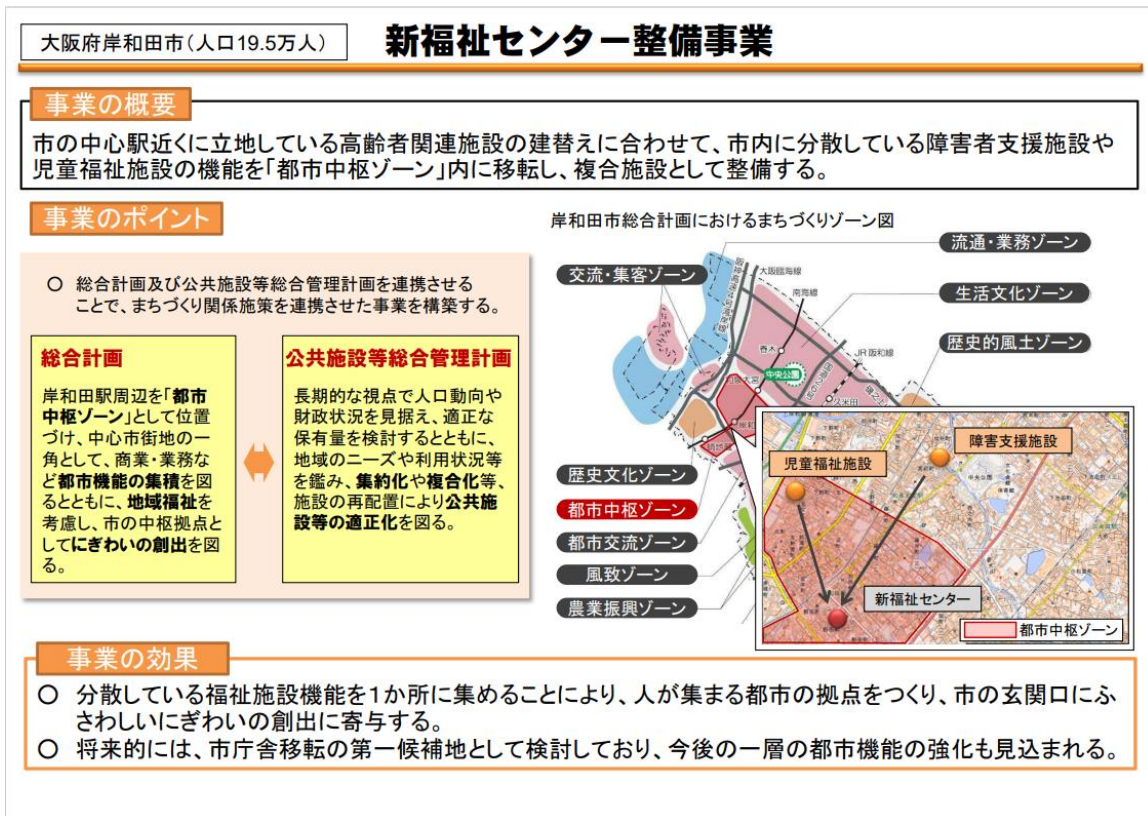 大阪府岸和田市（人口19.5万人）
新福祉センター整備事業
事業の概要
市の中心駅近くに立地している高齢者関連施設の建替えに合わせて、市内に分散している障害者支援施設や
児童福祉施設の機能を「都市中枢ゾーン」内に移転し、複合施設として整備する。
事業のポイント
○ 総合計画及び公共施設等総合管理計画を連携させる
ことで、まちづくり関係施策を連携させた事業を構築する。
総合計画
岸和田駅周辺を「都市
中枢ゾーン」として位置
づけ、中心市街地の一
角として、商業・業務な
ど都市機能の集積を図
るとともに、地域福祉を
考慮し、市の中枢拠点と
してにぎわいの創出を図
る。
公共施設等総合管理計画
長期的な視点で人口動向や
財政状況を見据え、適正な
保有量を検討するとともに、
地域のニーズや利用状況等
を鑑み、集約化や複合化等、
施設の再配置により公共施
設等の適正化を図る。
岸和田市総合計画におけるまちづくりゾーン図
流通・業務ゾーン
交流・集客ゾーン
大阪臨海線
南海線
生活文化ゾーン
歴史的風土ゾーン
JR阪和線
春木
中央公園
歴史文化ゾーン
都市中枢ゾーン
都市交流ゾーン
風致ゾーン
農業振興ゾーン
障害支援施設
児童福祉施設
新福祉センター
都市中枢ゾーン
事業の効果
○ 分散している福祉施設機能を１か所に集めることにより、人が集まる都市の拠点をつくり、市の玄関口にふ
さわしいにぎわいの創出に寄与する。
○ 将来的には、市庁舎移転の第一候補地として検討しており、今後の一層の都市機能の強化も見込まれる。